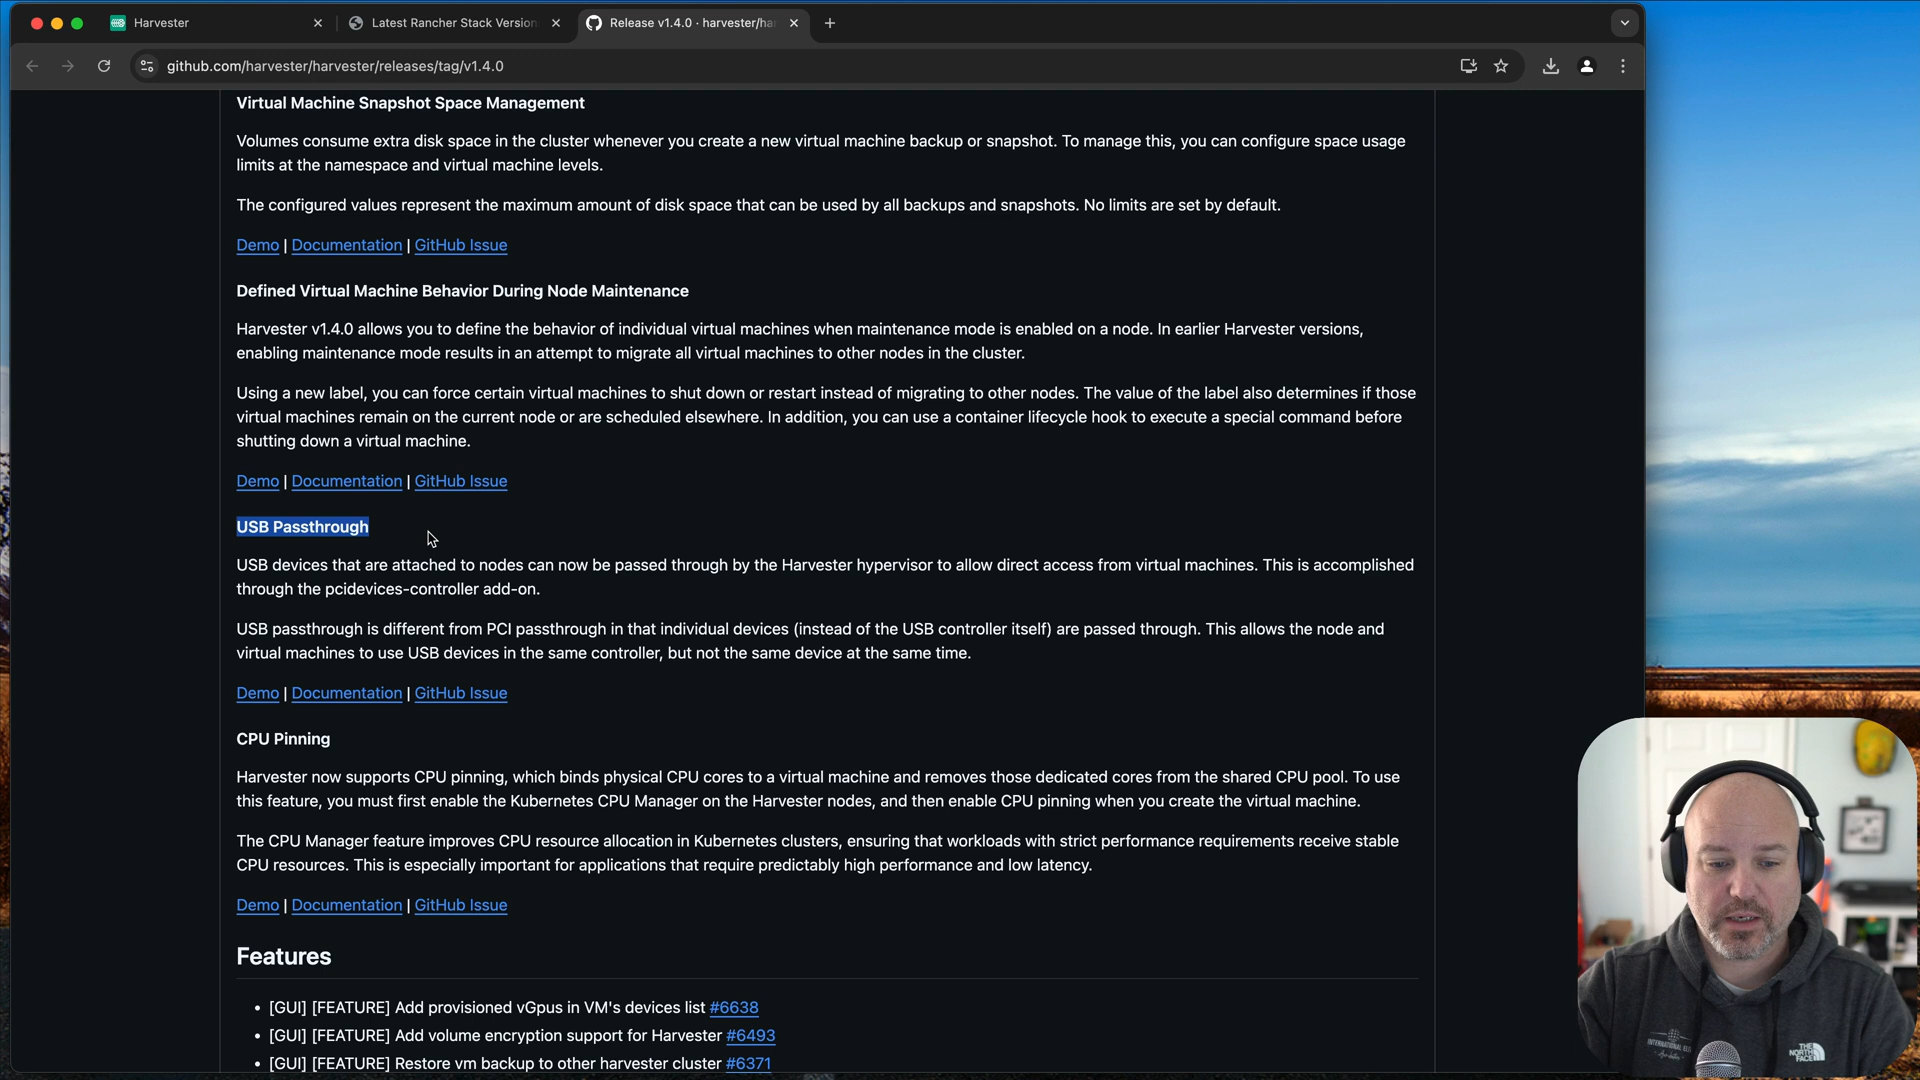 Harvester
Latest Rancher Stack Version
Release v1.4.0 · harvester/ha
github.com/harvester/harvester/releases/tag/v1.4.0
Virtual Machine Snapshot Space Management
Volumes consume extra disk space in the cluster whenever you create a new virtual machine backup or snapshot. To manage this, you can configure space usage
limits at the namespace and virtual machine levels.
The configured values represent the maximum amount of disk space that can be used by all backups and snapshots. No limits are set by default.
Demo | Documentation | GitHub Issue
Defined Virtual Machine Behavior During Node Maintenance
Harvester v1.4.0 allows you to define the behavior of individual virtual machines when maintenance mode is enabled on a node. In earlier Harvester versions,
enabling maintenance mode results in an attempt to migrate all virtual machines to other nodes in the cluster.
Using a new label, you can force certain virtual machines to shut down or restart instead of migrating to other nodes. The value of the label also determines if those
virtual machines remain on the current node or are scheduled elsewhere. In addition, you can use a container lifecycle hook to execute a special command before
shutting down a virtual machine.
Demo | Documentation | GitHub Issue
USB Passthrough
USB devices that are attached to nodes can now be passed through by the Harvester hypervisor to allow direct access from virtual machines. This is accomplished
through the pcidevices-controller add-on.
USB passthrough is different from PCI passthrough in that individual devices (instead of the USB controller itself) are passed through. This allows the node and
virtual machines to use USB devices in the same controller, but not the same device at the same time.
Demo | Documentation | GitHub Issue
CPU Pinning
Harvester now supports CPU pinning, which binds physical CPU cores to a virtual machine and removes those dedicated cores from the shared CPU pool. To use
this feature, you must first enable the Kubernetes CPU Manager on the Harvester nodes, and then enable CPU pinning when you create the virtual machine.
The CPU Manager feature improves CPU resource allocation in Kubernetes clusters, ensuring that workloads with strict performance requirements receive stable
CPU resources. This is especially important for applications that require predictably high performance and low latency.
Demo | Documentation | GitHub Issue
Features
• [GUI] [FEATURE] Add provisioned vGpus in VM's devices list #6638
• [GUI] [FEATURE] Add volume encryption support for Harvester #6493
• [GUI] [FEATURE] Restore vm backup to other harvester cluster #6371
THE
NORTH
FACE